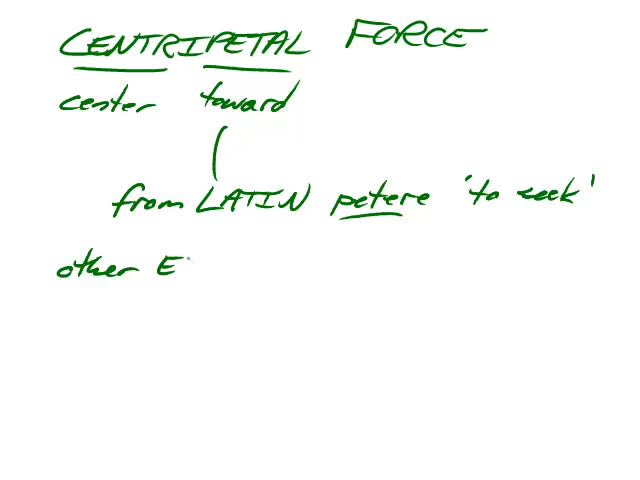 CENTRIPETAL FORCE
center toward
from LATIN petere 'to seek'
other E